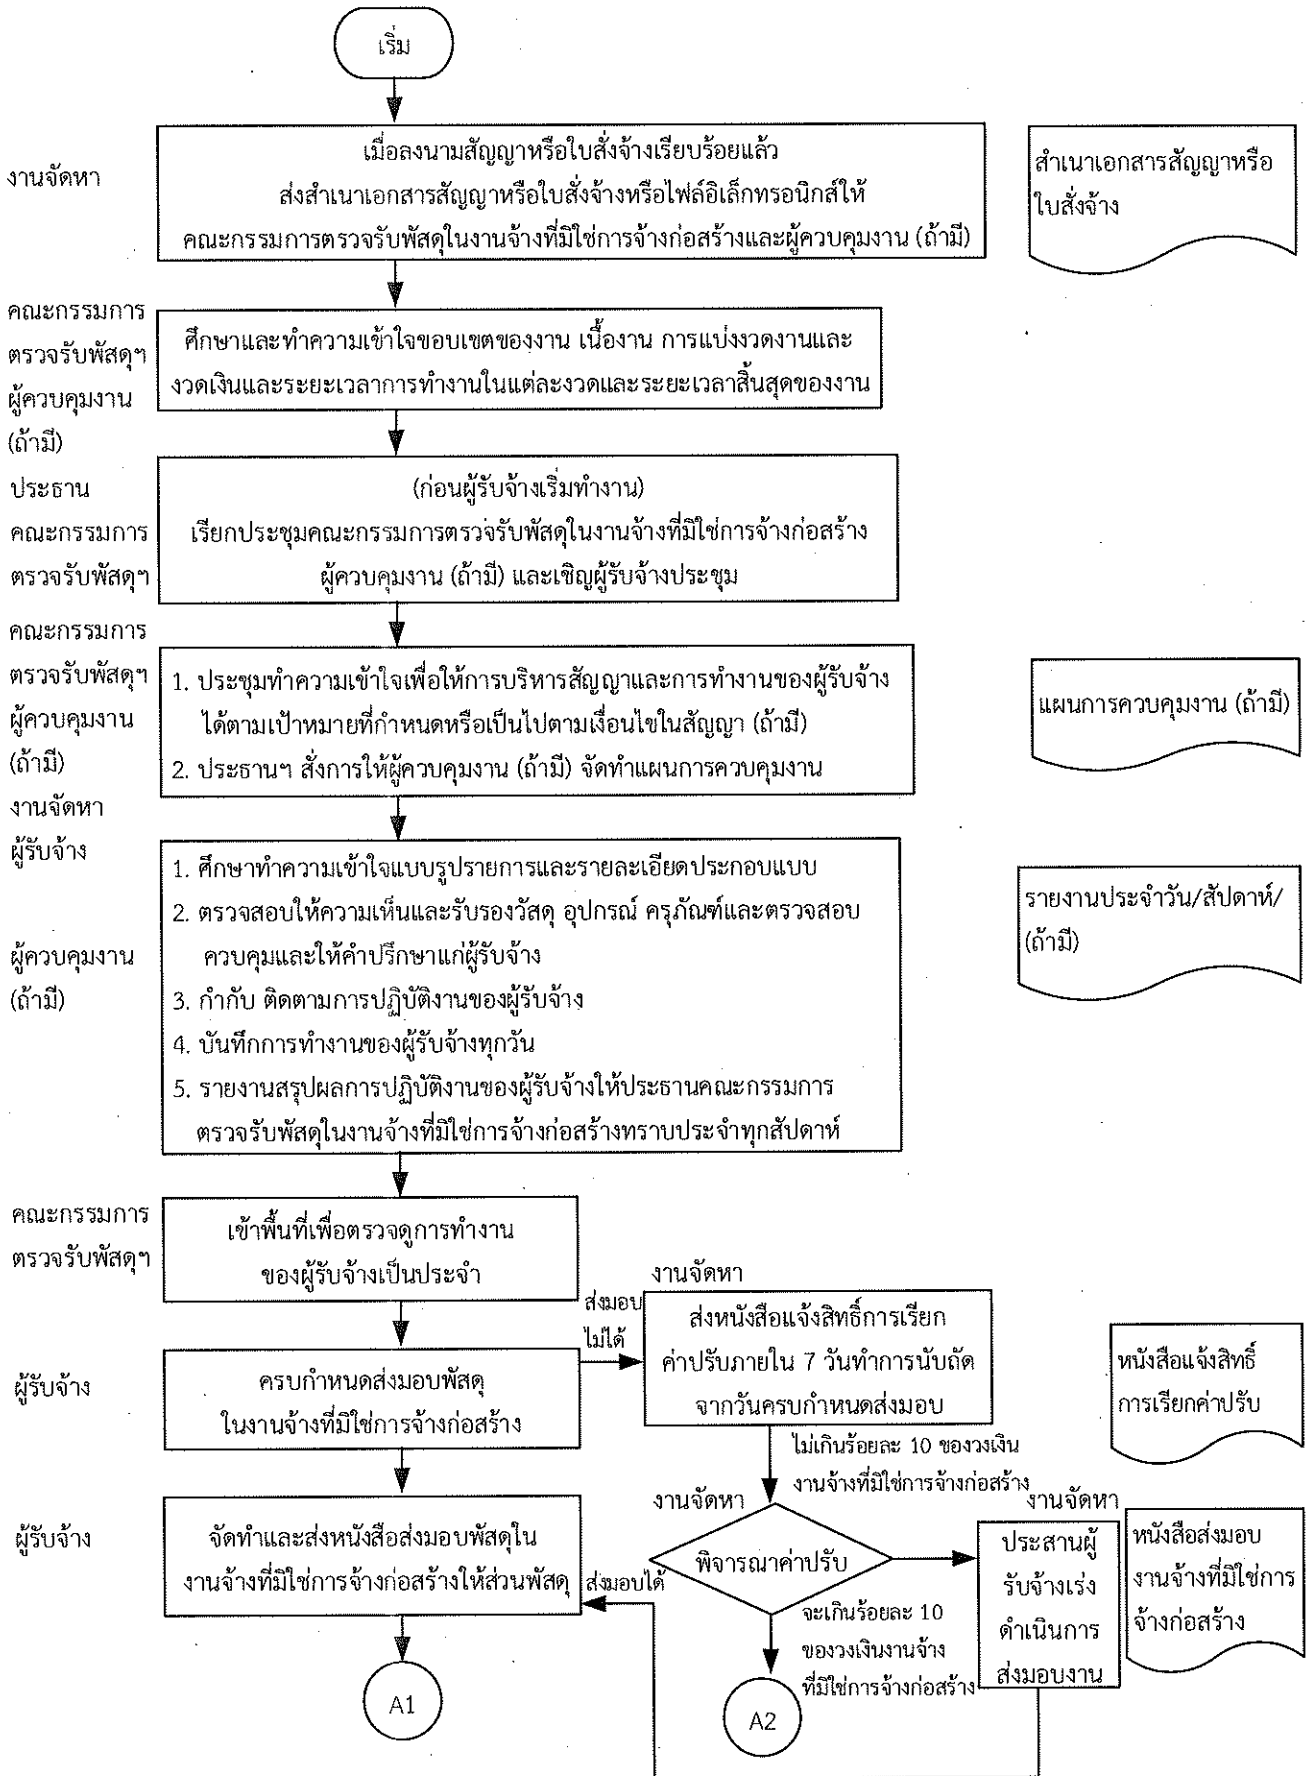 เริ่ม
งานจัดหา
เมื่อลงนามสัญญาหรือใบสั่งจ้างเรียบร้อยแล้ว
ส่งสำเนาเอกสารสัญญาหรือใบสั่งจ้างหรือไฟล์อิเล็กทรอนิกส์ให้
คณะกรรมการตรวจรับพัสดุในงานจ้างที่มิใช่การจ้างก่อสร้างและผู้ควบคุมงาน (ถ้ามี)
สำเนาเอกสารสัญญาหรือ
ใบสั่งจ้าง
คณะกรรมการ
ตรวจรับพัสดุฯ
ผู้ควบคุมงาน
(ถ้ามี)
ศึกษาและทำความเข้าใจขอบเขตของงาน เนื้องาน การแบ่งงวดงานและ
งวดเงินและระยะเวลาการทำงานในแต่ละงวดและระยะเวลาสิ้นสุดของงาน
ประธาน
คณะกรรมการ
ตรวจรับพัสดุฯ
(ก่อนผู้รับจ้างเริ่มทำงาน)
เรียกประชุมคณะกรรมการตรวจรับพัสดุในงานจ้างที่มิใช่การจ้างก่อสร้าง
ผู้ควบคุมงาน (ถ้ามี) และเชิญผู้รับจ้างประชุม
คณะกรรมการ
ตรวจรับพัสดุฯ
ผู้ควบคุมงาน
(ถ้ามี)
งานจัดหา
ผู้รับจ้าง
1. ประชุมทำความเข้าใจเพื่อให้การบริหารสัญญาและการทำงานของผู้รับจ้าง
ได้ตามเป้าหมายที่กำหนดหรือเป็นไปตามเงื่อนไขในสัญญา (ถ้ามี)
2. ประธานฯ สั่งการให้ผู้ควบคุมงาน (ถ้ามี) จัดทำแผนการควบคุมงาน
แผนการควบคุมงาน (ถ้ามี)
ผู้ควบคุมงาน
(ถ้ามี)
1. ศึกษาทำความเข้าใจแบบรูปรายการและรายละเอียดประกอบแบบ
2. ตรวจสอบให้ความเห็นและรับรองวัสดุ อุปกรณ์ ครุภัณฑ์และตรวจสอบ
ควบคุมและให้คำปรึกษาแก่ผู้รับจ้าง
3. กำกับ ติดตามการปฏิบัติงานของผู้รับจ้าง
4. บันทึกการทำงานของผู้รับจ้างทุกวัน
5. รายงานสรุปผลการปฏิบัติงานของผู้รับจ้างให้ประธานคณะกรรมการ
ตรวจรับพัสดุในงานจ้างที่มิใช่การจ้างก่อสร้างทราบประจำทุกสัปดาห์
รายงานประจำวัน/สัปดาห์/
(ถ้ามี)
คณะกรรมการ
ตรวจรับพัสดุฯ
เข้าพื้นที่เพื่อตรวจดูการทำงาน
ของผู้รับจ้างเป็นประจำ
ส่งมอบ
ไม่ได้
งานจัดหา
ส่งหนังสือแจ้งสิทธิ์การเรียก
ค่าปรับภายใน 7 วันทำการนับถัด
จากวันครบกำหนดส่งมอบ
หนังสือแจ้งสิทธิ์
การเรียกค่าปรับ
ผู้รับจ้าง
ครบกำหนดส่งมอบพัสดุ
ในงานจ้างที่มิใช่การจ้างก่อสร้าง
ไม่เกินร้อยละ 10 ของวงเงิน
งานจ้างที่มิใช่การจ้างก่อสร้าง
งานจัดหา
พิจารณาค่าปรับ
งานจัดหา
ประสานผู้
รับจ้างเร่ง
ดำเนินการ
ส่งมอบงาน
หนังสือส่งมอบ
งานจ้างที่มิใช่การ
จ้างก่อสร้าง
ผู้รับจ้าง
จัดทำและส่งหนังสือส่งมอบพัสดุใน
งานจ้างที่มิใช่การจ้างก่อสร้างให้ส่วนพัสดุ
ส่งมอบได้
จะเกินร้อยละ 10
ของวงเงินงานจ้าง
ที่มิใช่การจ้างก่อสร้าง
A1
A2